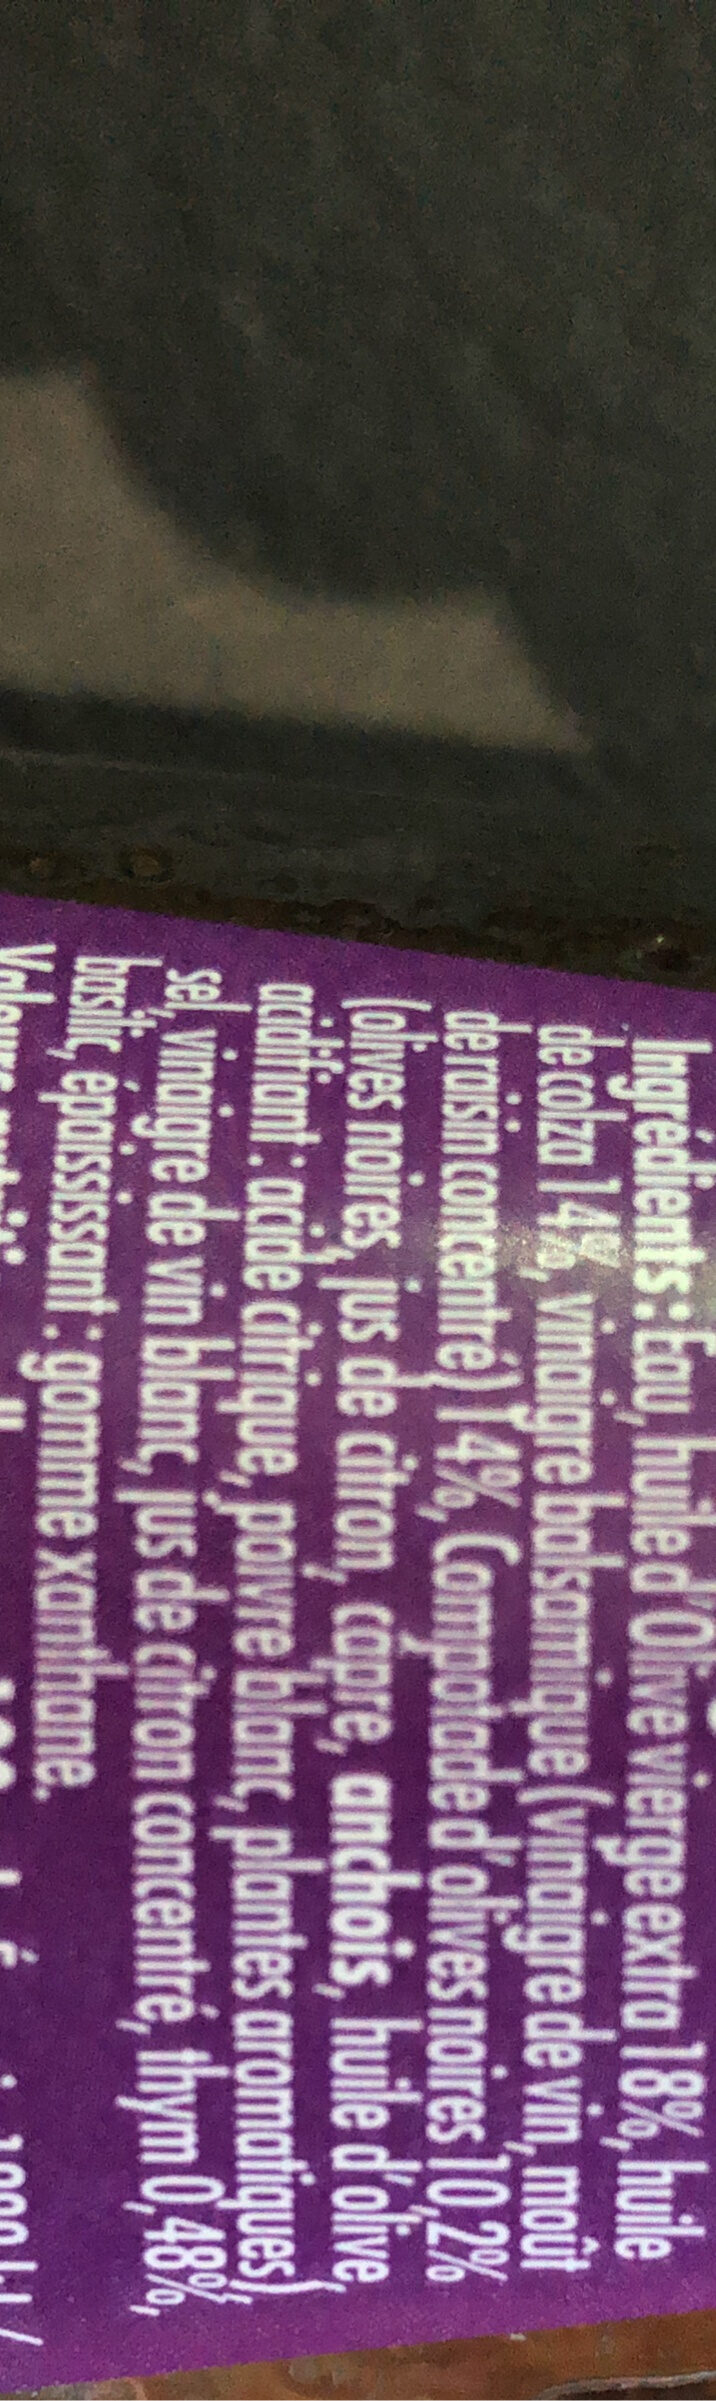 Ingrédients : Eau, huile d'Olive vierge extra 18%, huile
de colza 14%, vinaigre balsamique (vinaigre de vin, moût
de raisin concentré) 14%, Compolade d'olives noires 10,2%
(olives noires, jus de citron, câpre, anchois, huile d'olive,
acidifiant : acide citrique, poivre blanc, plantes aromatiques),
sel, vinaigre de vin blanc, jus de citron concentré, thym 0,48%,
basilic, épaississant : gomme xanthane.